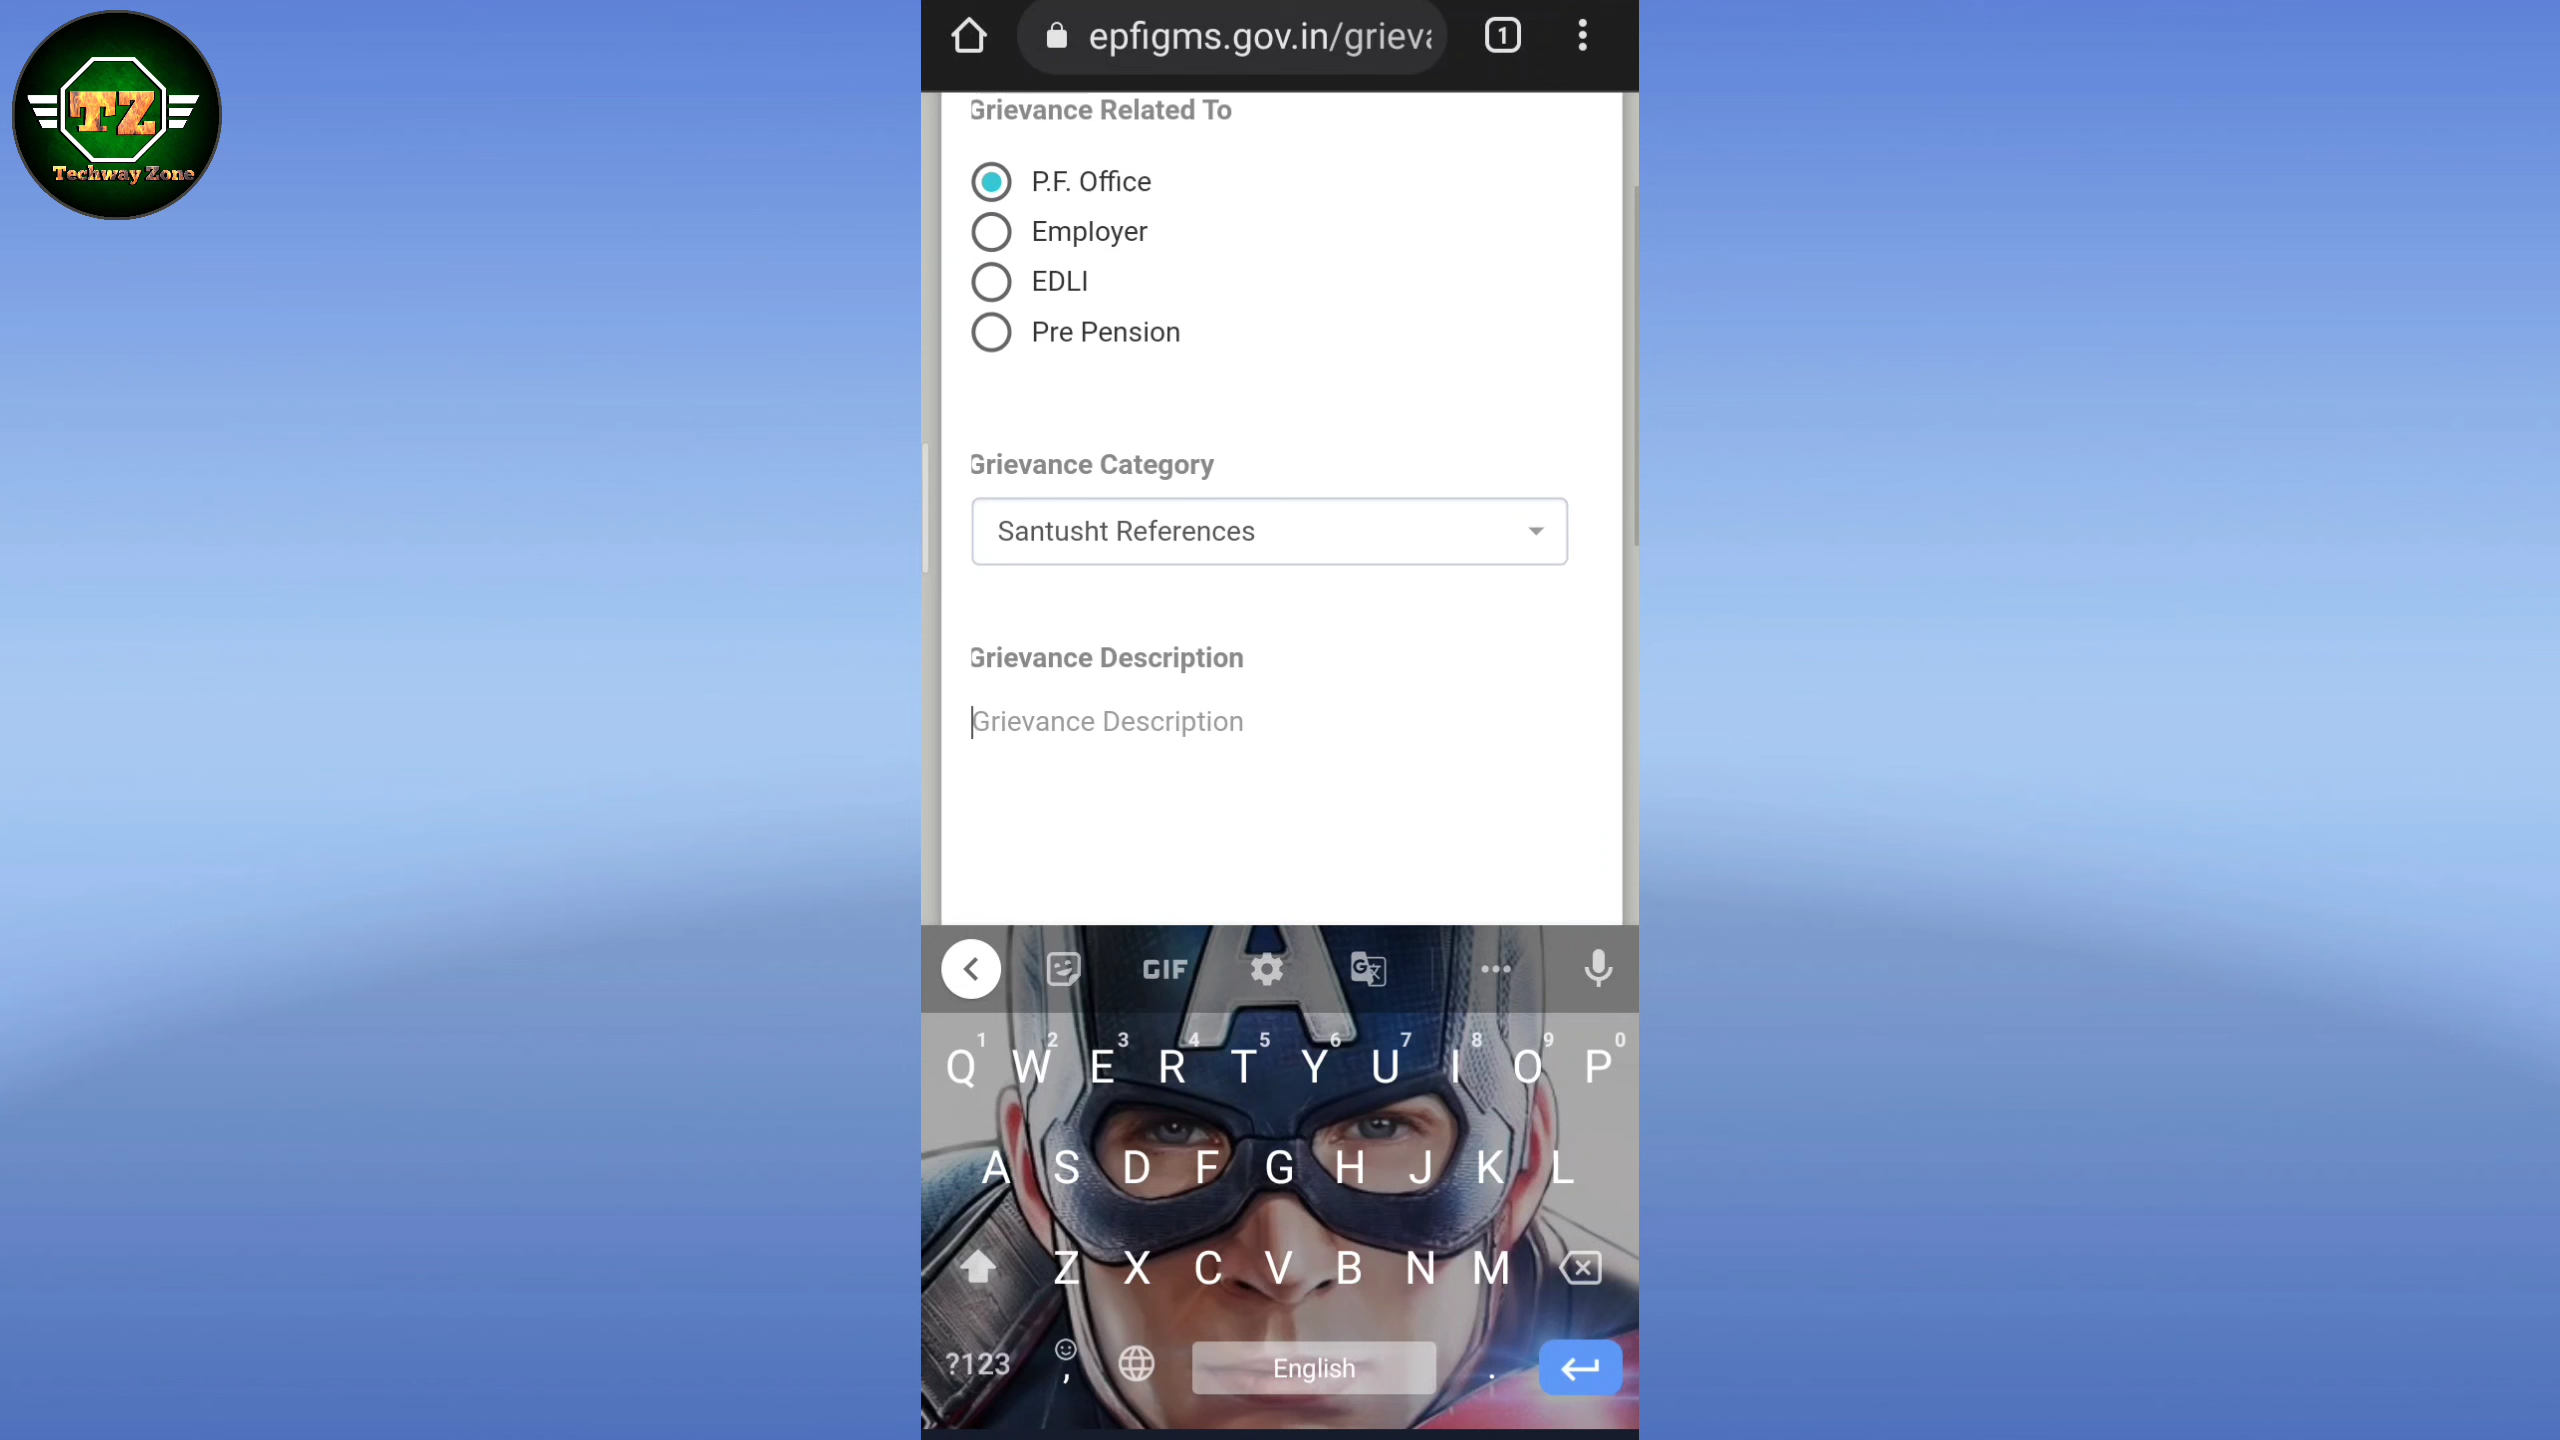 TZ
Techway Zone
epfigms.gov.in/grieva
1
Grievance Related To
P.F. Office
Employer
EDLI
Pre Pension
Grievance Category
Santusht References
Grievance Description
Grievance Description
GIF
1 2 3 4 5 6 7 8 9 0
Q W E R T Y U I O P
A S D F G H J K L
Z X C V B N M
?123 , English .